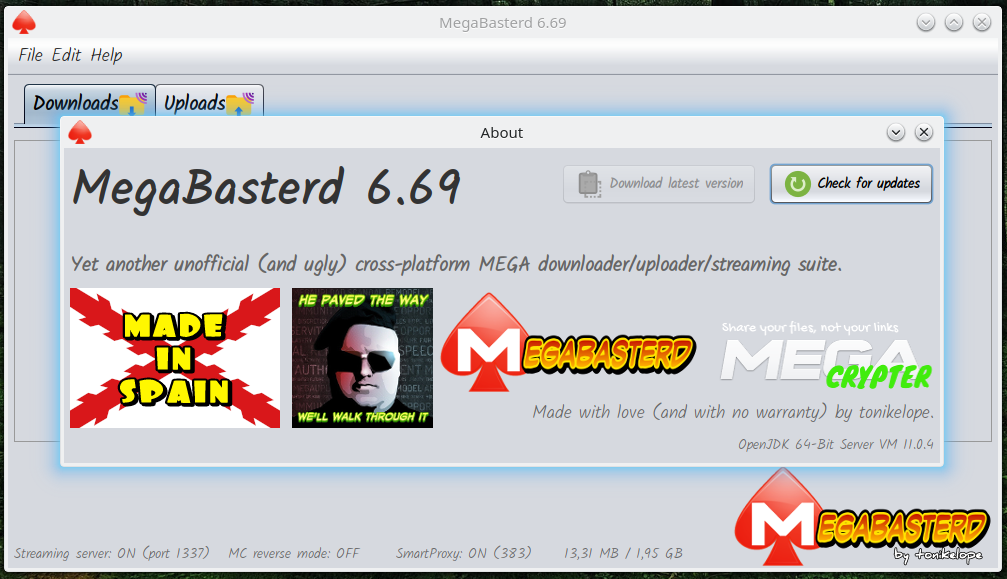 MegaBasterd 6.69
File Edit Help
Downloads Uploads
About
MegaBasterd 6.69
Download latest version
Check for updates
Yet another unofficial (and ugly) cross-platform MEGA downloader/uploader/streaming suite.
MADE
IN
SPAIN
HE PAVED THE WAY
WE'LL WALK THROUGH IT
MEGABASTERD
Share your files, not your links
MEGA
CRYPTER
Made with love (and with no warranty) by tonikelope.
OpenJDK 64-Bit Server VM 11.0.4
MEGABASTERD
by tonikelope
Streaming server: ON (port 1337) MC reverse mode: OFF SmartProxy: ON (383) 13,31 MB / 1,95 GB